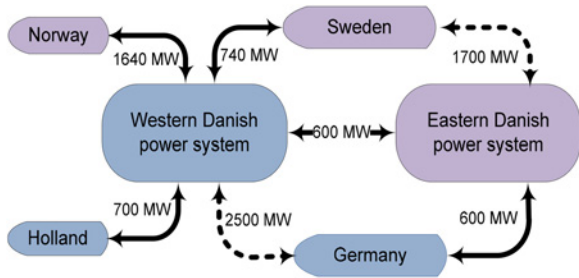 Norway
Sweden
1640 MW
740 MW
1700 MW
Western Danish
power system
600 MW
Eastern Danish
power system
700 MW
2500 MW
600 MW
Holland
Germany